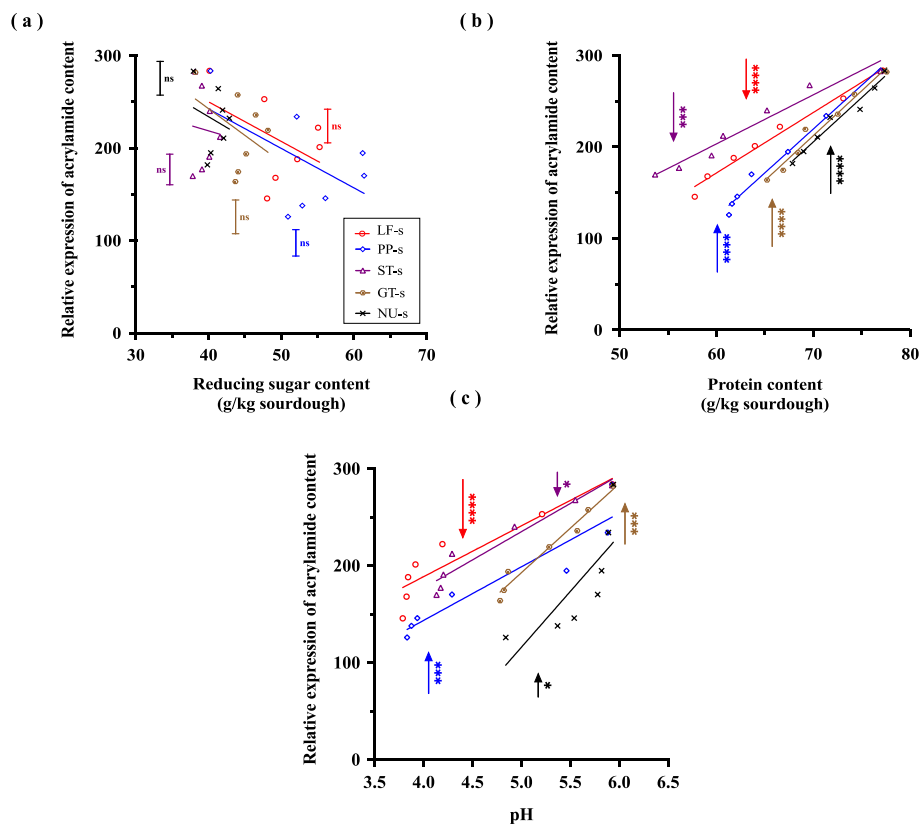 ( a )
Relative expression of acrylamide content
300
200
100
0
ns
ns
ns
ns
ns
LF-s
PP-s
ST-s
GT-s
NU-s
30 40 50 60 70
Reducing sugar content
(g/kg sourdough)
( b )
Relative expression of acrylamide content
300
200
100
0
***
****
****
****
****
50 60 70 80
Protein content
(g/kg sourdough)
( c )
Relative expression of acrylamide content
300
200
100
0
****
*
***
***
*
3.5 4.0 4.5 5.0 5.5 6.0 6.5
pH